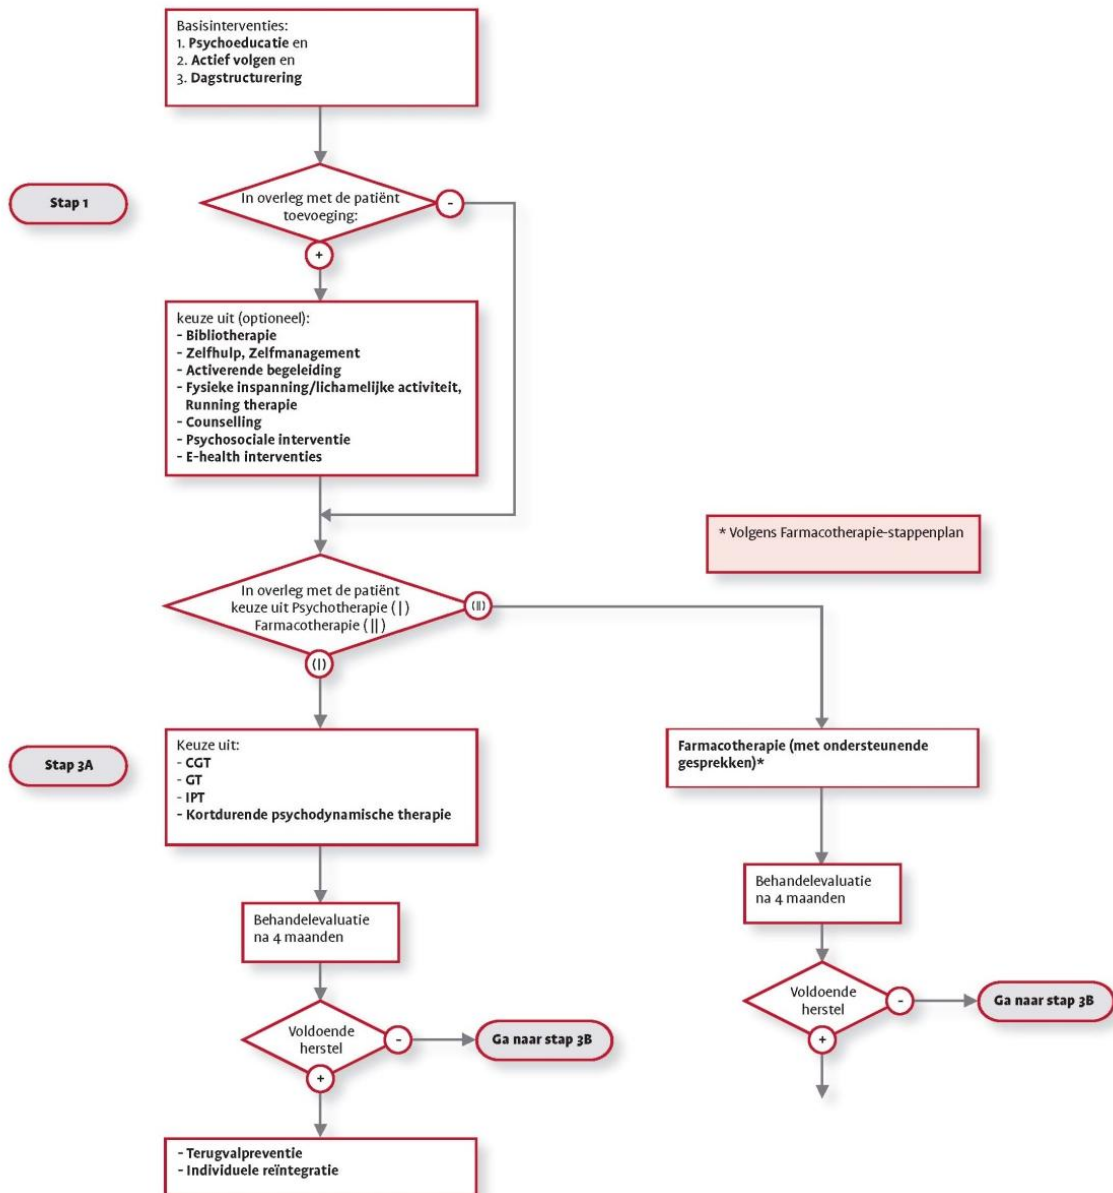 Basisinterventies:
1. Psychoeducatie en
2. Actief volgen en
3. Dagstructurering
Stap 1
In overleg met de patiënt
toevoeging:
-
+
keuze uit (optioneel):
- Bibliotherapie
- Zelfhulp, Zelfmanagement
- Activerende begeleiding
- Fysieke inspanning/lichamelijke activiteit,
Running therapie
- Counselling
- Psychosociale interventie
- E-health interventies
* Volgens Farmacotherapie-stappenplan
In overleg met de patiënt
keuze uit Psychotherapie (|)
Farmacotherapie (||)
(||)
(|)
Stap 3A
Keuze uit:
- CGT
- GT
- IPT
- Kortdurende psychodynamische therapie
Farmacotherapie (met ondersteunende
gesprekken)*
Behandelevaluatie
na 4 maanden
Behandelevaluatie
na 4 maanden
Voldoende
herstel
-
Ga naar stap 3B
+
Voldoende
herstel
-
Ga naar stap 3B
+
- Terugvalpreventie
- Individuele reïntegratie